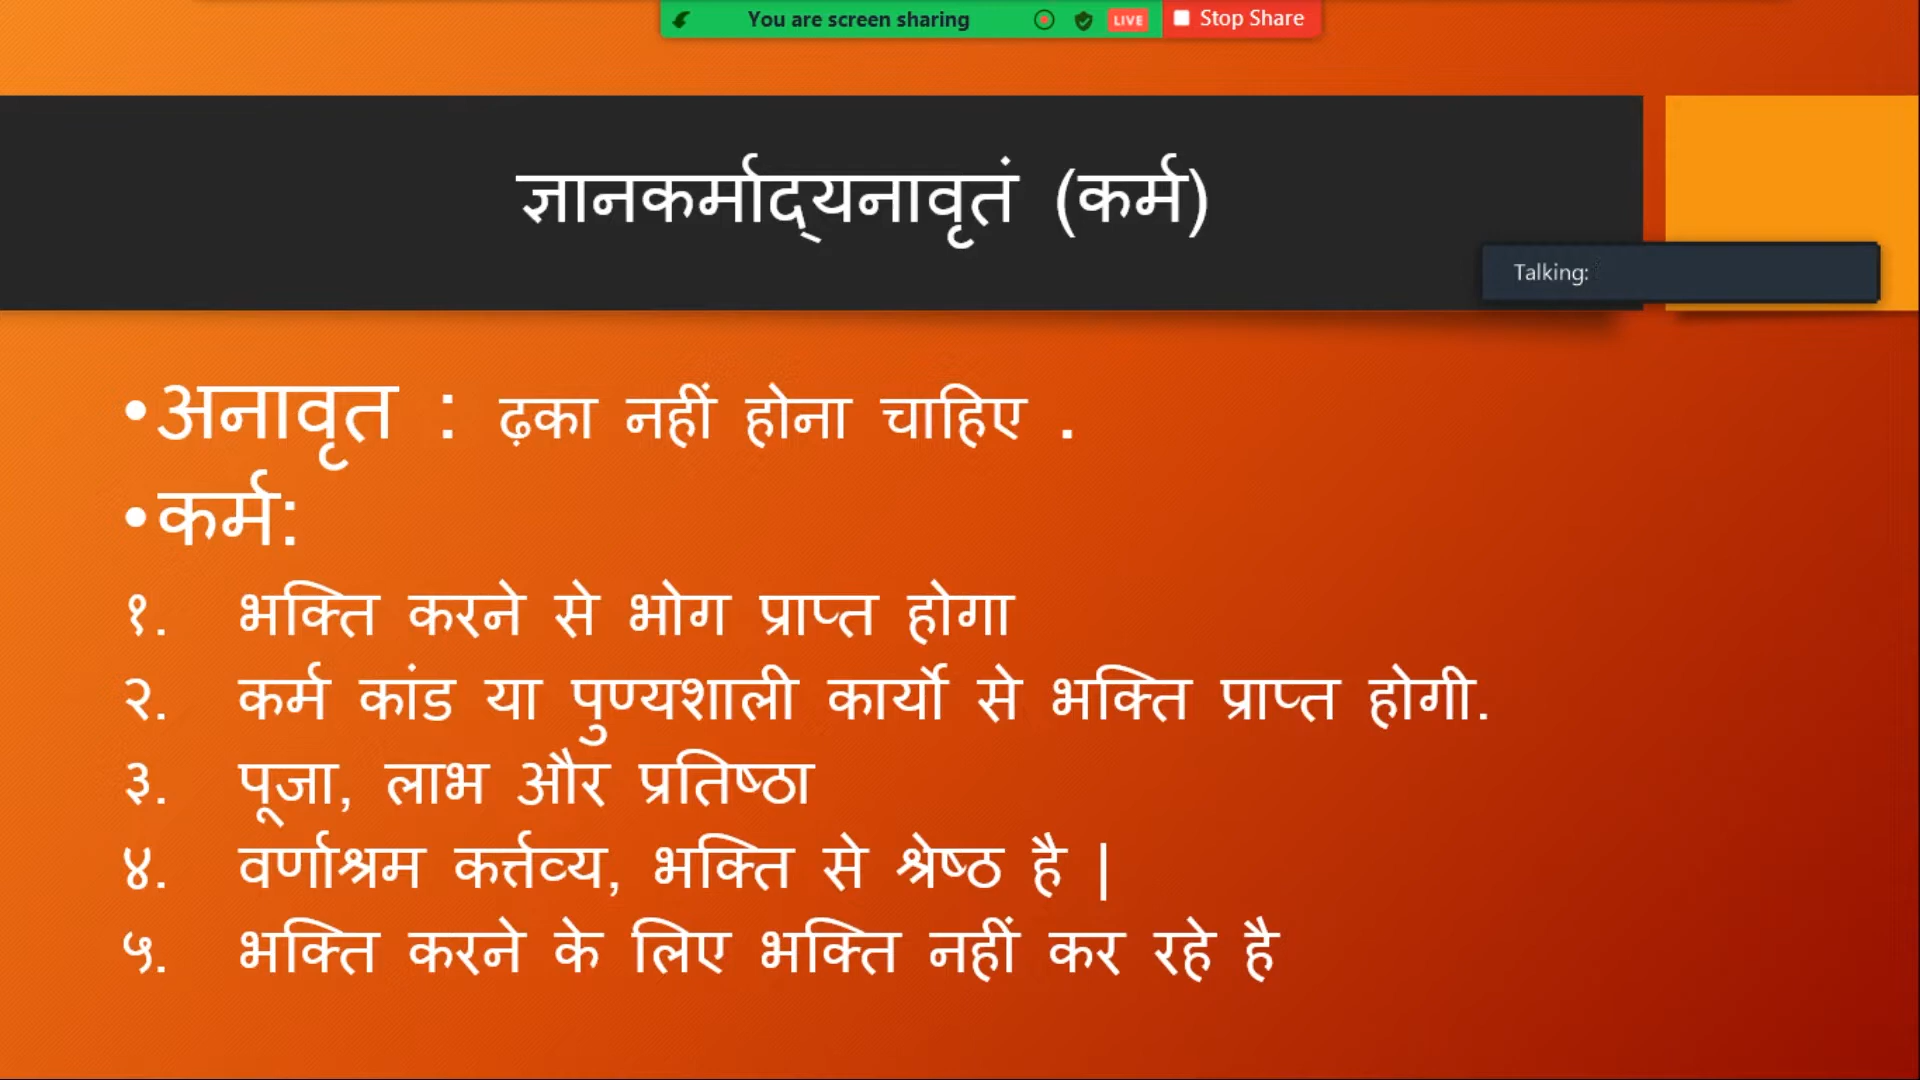 You are screen sharing LIVE Stop Share
ज्ञानकर्माद्यनावृतं (कर्म)
Talking:
•अनावृत : ढ़का नहीं होना चाहिए .
•कर्म:
१. भक्ति करने से भोग प्राप्त होगा
२. कर्म कांड या पुण्यशाली कार्यो से भक्ति प्राप्त होगी.
३. पूजा, लाभ और प्रतिष्ठा
४. वर्णाश्रम कर्त्तव्य, भक्ति से श्रेष्ठ है |
५. भक्ति करने के लिए भक्ति नहीं कर रहे है